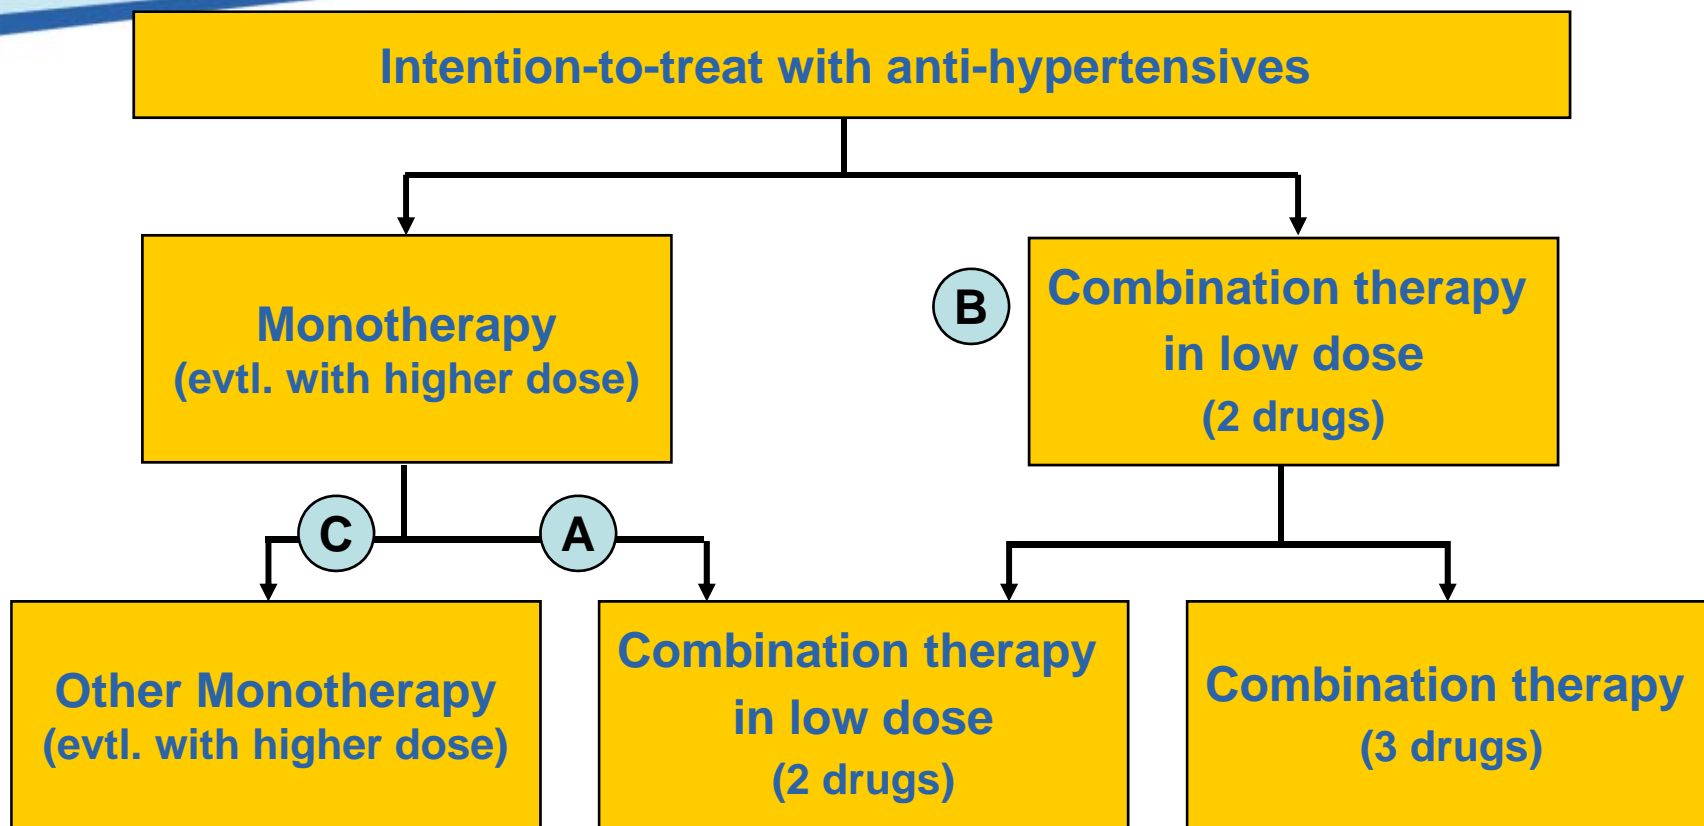 Intention-to-treat with anti-hypertensives
Monotherapy
(evtl. with higher dose)
B
Combination therapy
in low dose
(2 drugs)
C
A
Other Monotherapy
(evtl. with higher dose)
Combination therapy
in low dose
(2 drugs)
Combination therapy
(3 drugs)